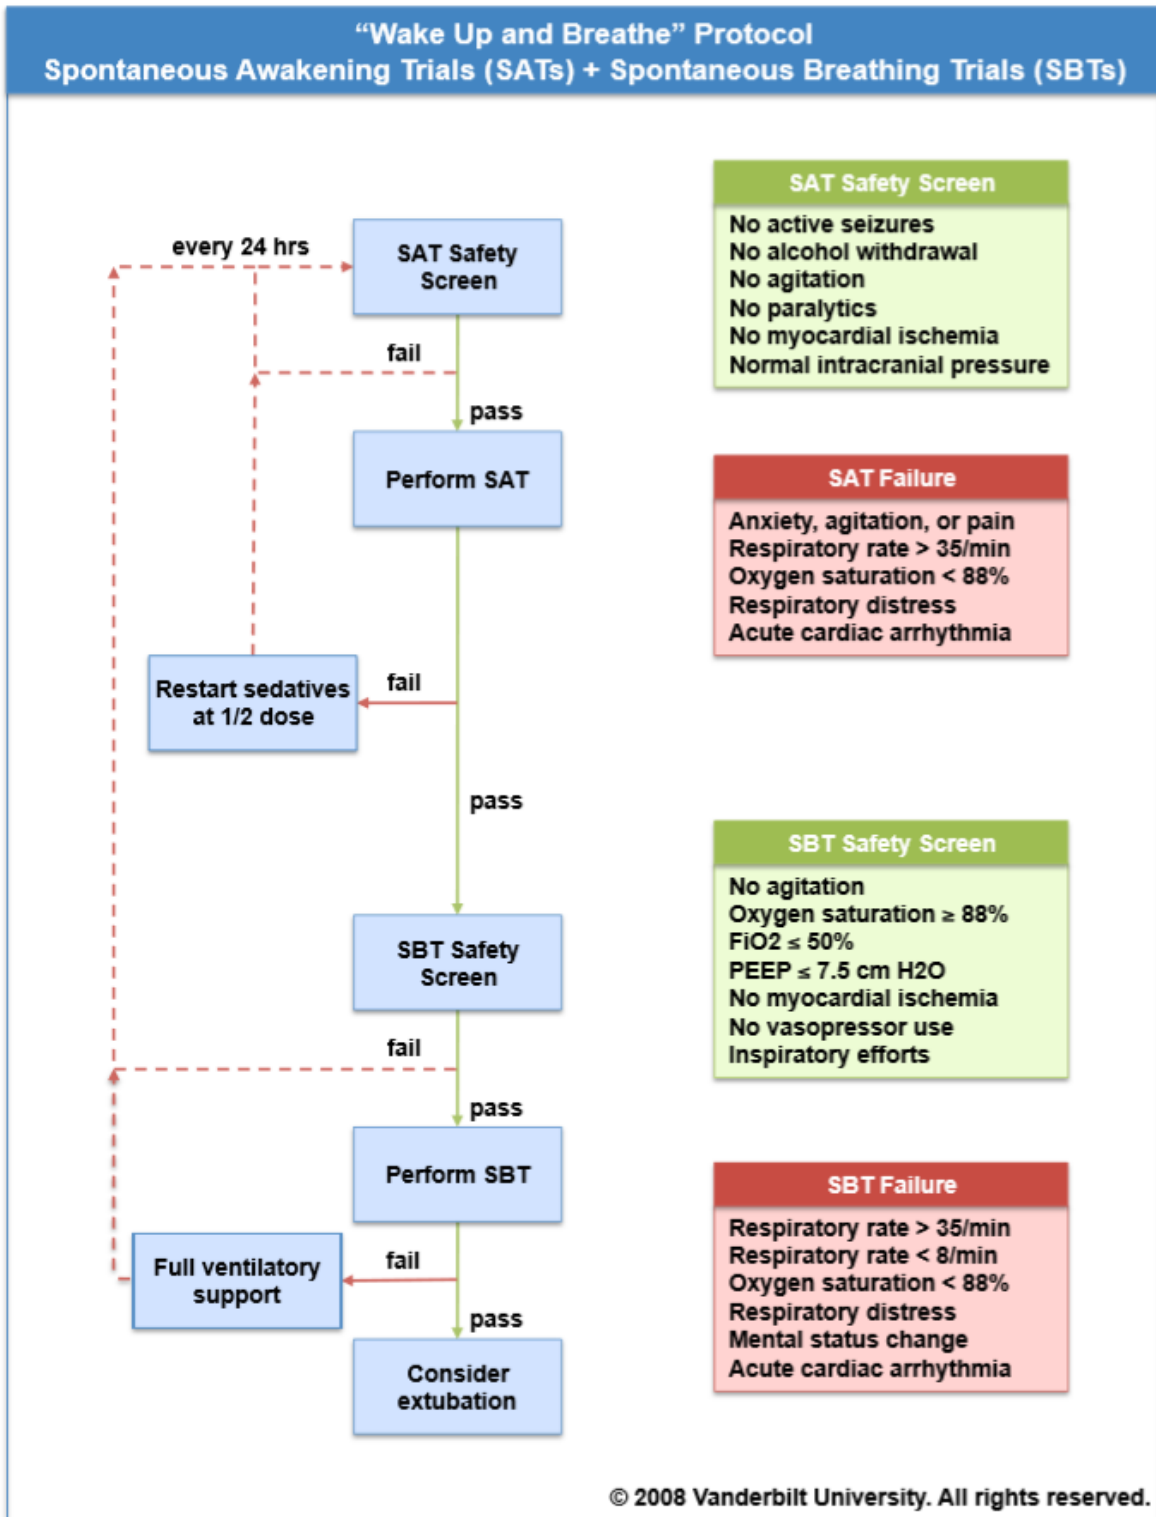 “Wake Up and Breathe” Protocol
Spontaneous Awakening Trials (SATs) + Spontaneous Breathing Trials (SBTs)
every 24 hrs
SAT Safety
Screen
fail
pass
Perform SAT
Restart sedatives
at 1/2 dose
fail
pass
SBT Safety
Screen
fail
pass
Perform SBT
Full ventilatory
support
fail
pass
Consider
extubation
SAT Safety Screen
No active seizures
No alcohol withdrawal
No agitation
No paralytics
No myocardial ischemia
Normal intracranial pressure
SAT Failure
Anxiety, agitation, or pain
Respiratory rate > 35/min
Oxygen saturation < 88%
Respiratory distress
Acute cardiac arrhythmia
SBT Safety Screen
No agitation
Oxygen saturation ≥ 88%
FiO2 ≤ 50%
PEEP ≤ 7.5 cm H2O
No myocardial ischemia
No vasopressor use
Inspiratory efforts
SBT Failure
Respiratory rate > 35/min
Respiratory rate < 8/min
Oxygen saturation < 88%
Respiratory distress
Mental status change
Acute cardiac arrhythmia
© 2008 Vanderbilt University. All rights reserved.